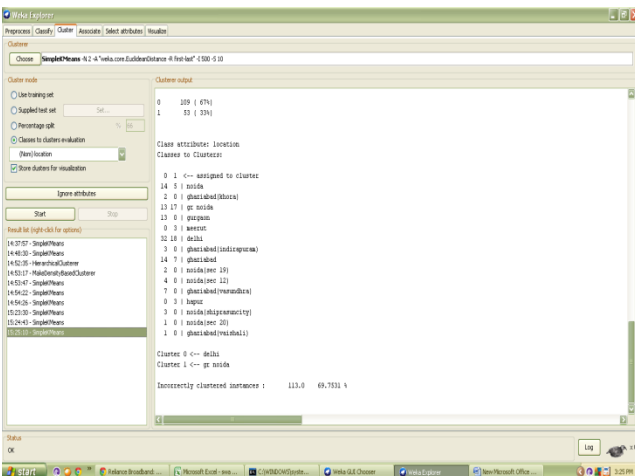 Weka Explorer
Preprocess Classify Cluster Associate Select attributes Visualize
Clusterer
Choose SimpleKMeans -N 2 -A "weka.core.EuclideanDistance -R first-last" -I 500 -S 10
Cluster mode
Use training set
Supplied test set Set...
Percentage split % 66
Classes to clusters evaluation
(Nom) location
Store clusters for visualization
Ignore attributes
Start Stop
Result list (right-click for options)
14:37:57 - SimpleKMeans
14:48:30 - SimpleKMeans
14:52:35 - HierarchicalClusterer
14:53:17 - MakeDensityBasedClusterer
14:53:47 - SimpleKMeans
14:54:22 - SimpleKMeans
14:54:26 - SimpleKMeans
15:23:30 - SimpleKMeans
15:24:43 - SimpleKMeans
15:25:10 - SimpleKMeans
Clusterer output
0 109 ( 67%)
1 53 ( 33%)
Class attribute: location
Classes to Clusters:
0 1 <-- assigned to cluster
14 5 | noida
2 0 | ghaziabad(khora)
13 17 | gr noida
13 0 | gurgaon
0 3 | meerut
32 18 | delhi
3 0 | ghaziabad(indirapuram)
14 7 | ghaziabad
2 0 | noida(sec 19)
4 0 | noida(sec 12)
7 0 | ghaziabad(vasundhra)
0 3 | hapur
3 0 | noida(shiprasuncity)
1 0 | noida(sec 20)
1 0 | ghaziabad(vaishali)
Cluster 0 <-- delhi
Cluster 1 <-- gr noida
Incorrectly clustered instances : 113.0 69.7531 %
Status
OK
Log
start
Reliance Broadband ...
Microsoft Excel - swa ...
C:\WINDOWS\syste...
Weka GUI Chooser
Weka Explorer
New Microsoft Office ...
3:25 PM